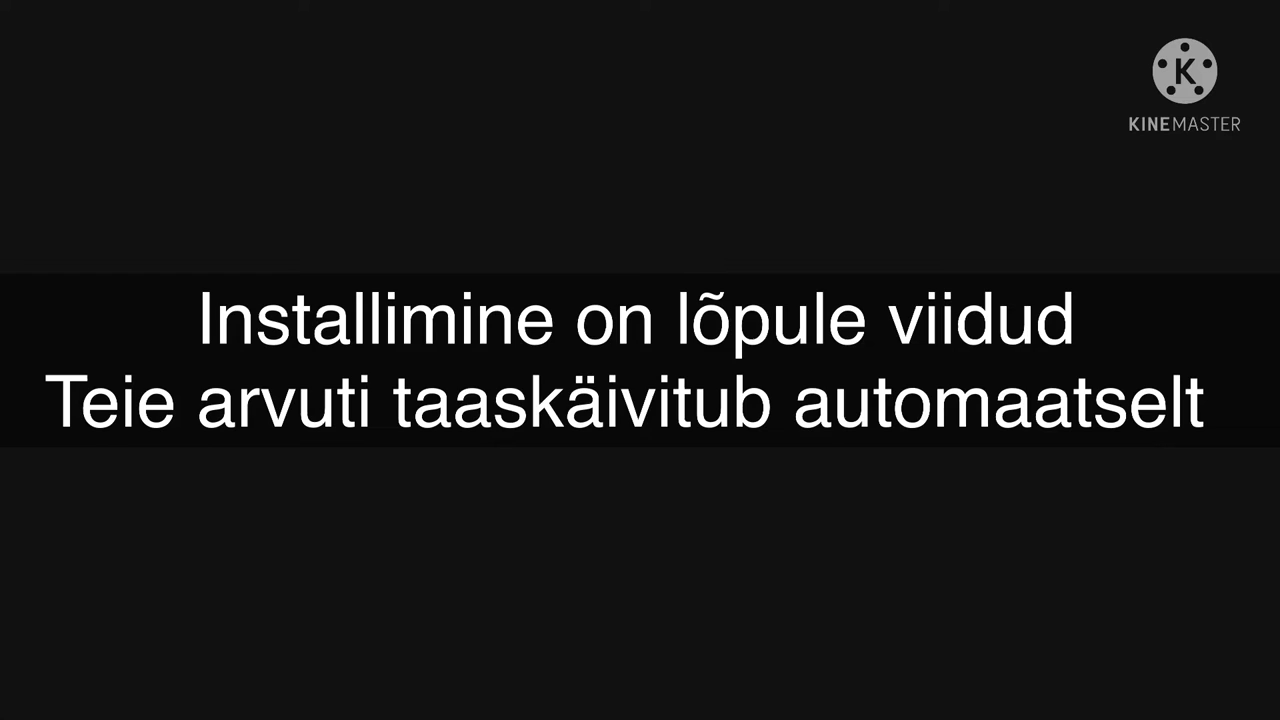 K
KINEMASTER
Installimine on lõpule viidud
Teie arvuti taaskäivitub automaatselt